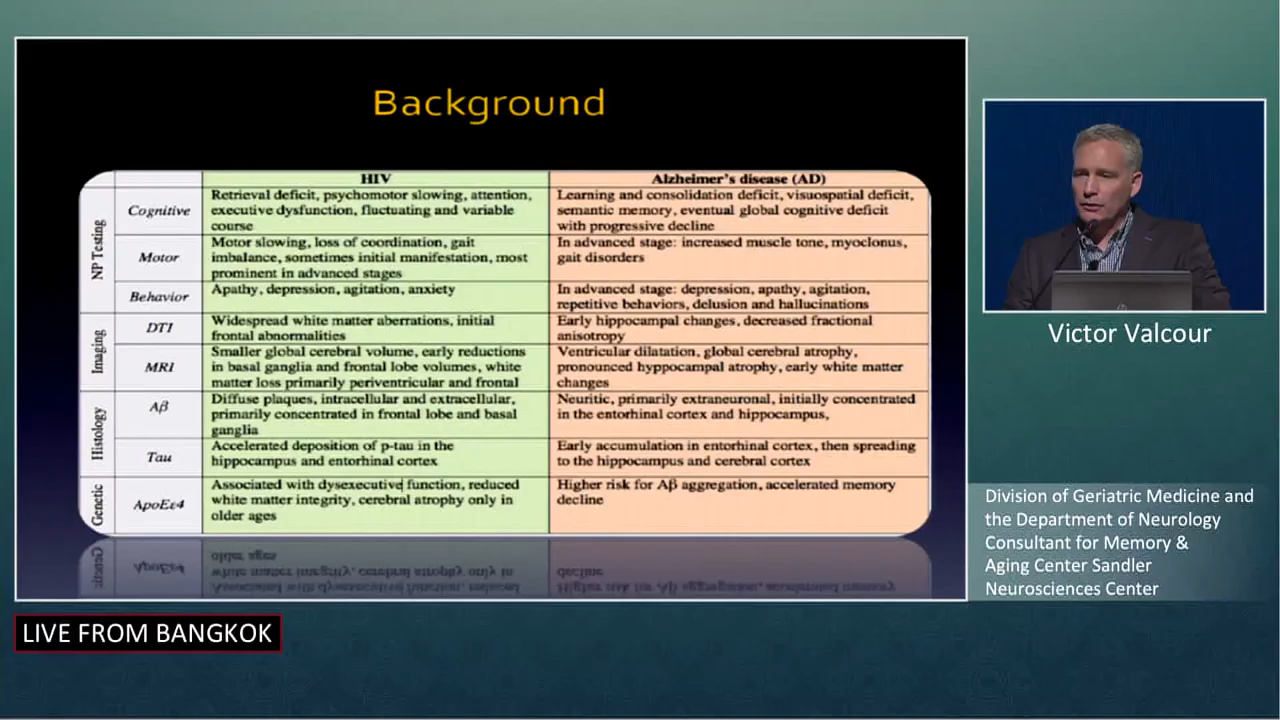 Background
HIV
Alzheimer's disease (AD)
NP Testing
Cognitive
Retrieval deficit, psychomotor slowing, attention,
executive dysfunction, fluctuating and variable
course
Learning and consolidation deficit, visuospatial deficit,
semantic memory, eventual global cognitive deficit
with progressive decline
Motor
Motor slowing, loss of coordination, gait
imbalance, sometimes initial manifestation, most
prominent in advanced stages
In advanced stage: increased muscle tone, myoclonus,
gait disorders
Behavior
Apathy, depression, agitation, anxiety
In advanced stage: depression, apathy, agitation,
repetitive behaviors, delusion and hallucinations
Imaging
DTI
Widespread white matter aberrations, initial
frontal abnormalities
Early hippocampal changes, decreased fractional
anisotropy
MRI
Smaller global cerebral volume, early reductions
in basal ganglia and frontal lobe volumes, white
matter loss primarily periventricular and frontal
Ventricular dilatation, global cerebral atrophy,
pronounced hyppocampal atrophy, early white matter
changes
Histology
Aβ
Diffuse plaques, intracellular and extracellular,
primarily concentrated in frontal lobe and basal
ganglia
Neuritic, primarily extraneuronal, initially concentrated
in the entorhinal cortex and hippocampus,
Tau
Accelerated deposition of p-tau in the
hippocampus and entorhinal cortex
Early accumulation in entorhinal cortex, then spreading
to the hippocampus and cerebral cortex
Genetic
ApoEε4
Associated with dysexecutive function, reduced
white matter integrity, cerebral atrophy only in
older ages
Higher risk for Aβ aggregation, accelerated memory
decline
Victor Valcour
Division of Geriatric Medicine and
the Department of Neurology
Consultant for Memory &
Aging Center Sandler
Neurosciences Center
LIVE FROM BANGKOK